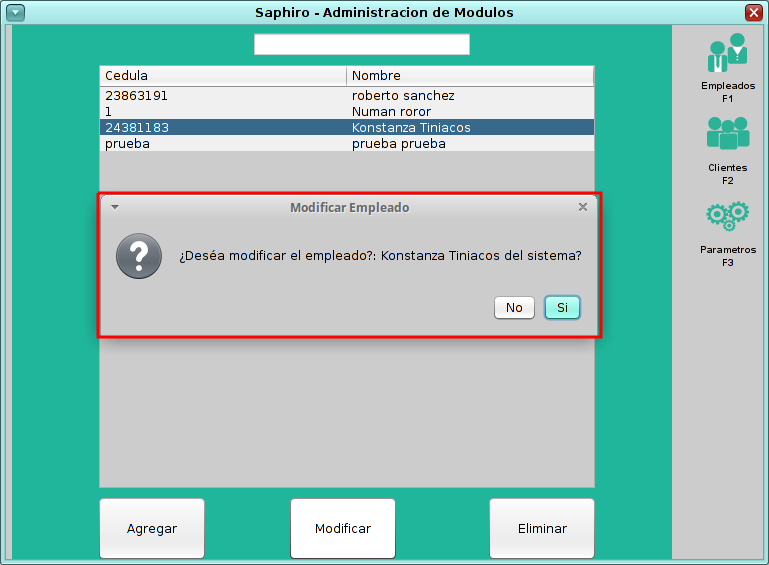 Saphiro - Administracion de Modulos
Cedula Nombre
23863191 roberto sanchez
1 Numan roror
24381183 Konstanza Tiniacos
prueba prueba prueba
Modificar Empleado
¿Deséa modificar el empleado?: Konstanza Tiniacos del sistema?
No Si
Agregar Modificar Eliminar
Empleados
F1
Clientes
F2
Parametros
F3